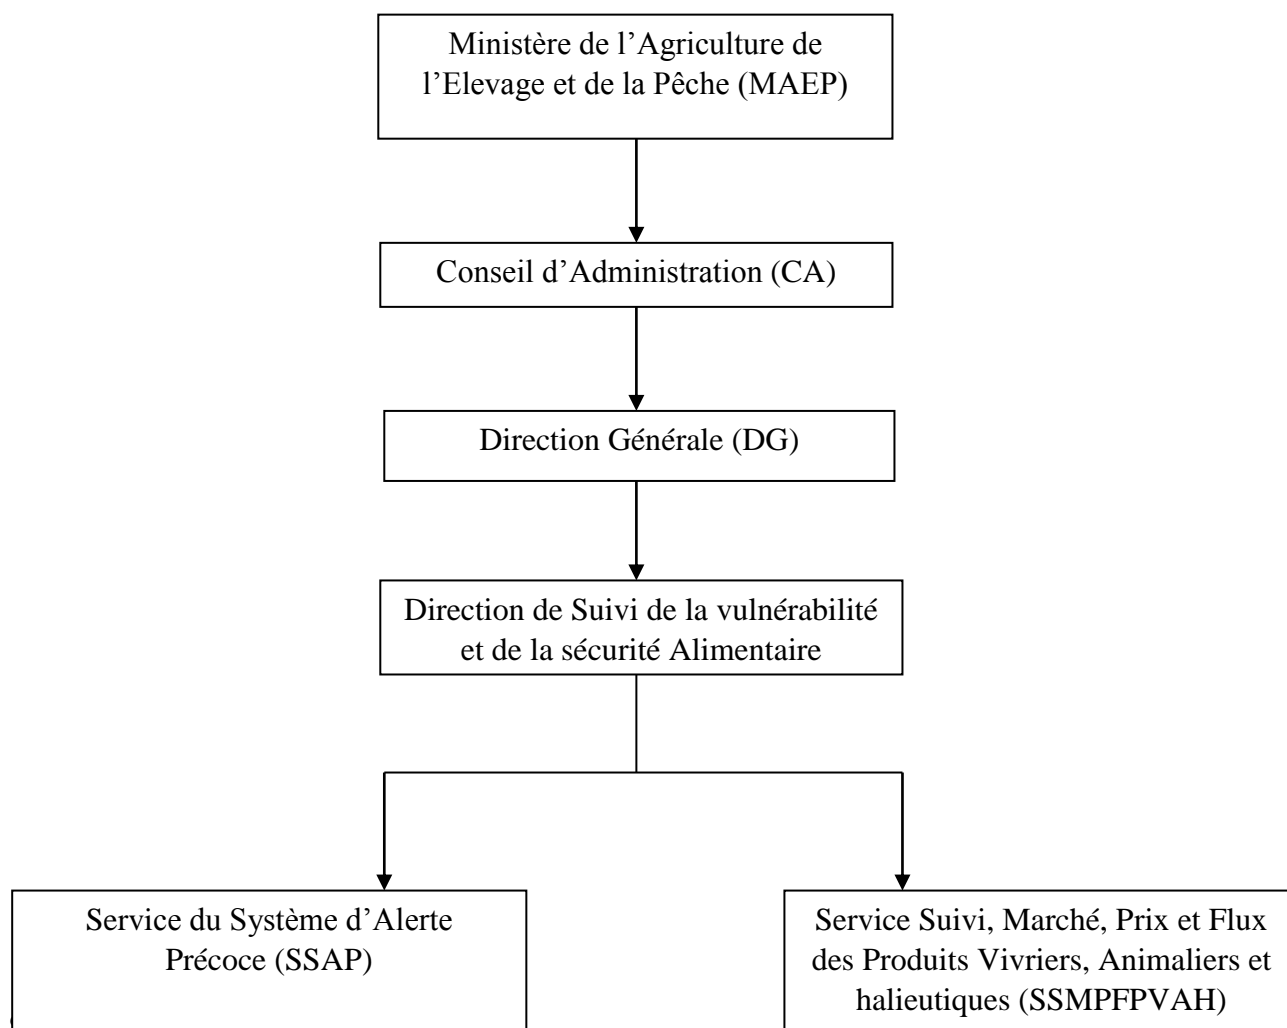 Ministère de l’Agriculture de
l’Elevage et de la Pêche (MAEP)
Conseil d’Administration (CA)
Direction Générale (DG)
Direction de Suivi de la vulnérabilité
et de la sécurité Alimentaire
Service du Système d’Alerte
Précoce (SSAP)
Service Suivi, Marché, Prix et Flux
des Produits Vivriers, Animaliers et
halieutiques (SSMPFPVAH)